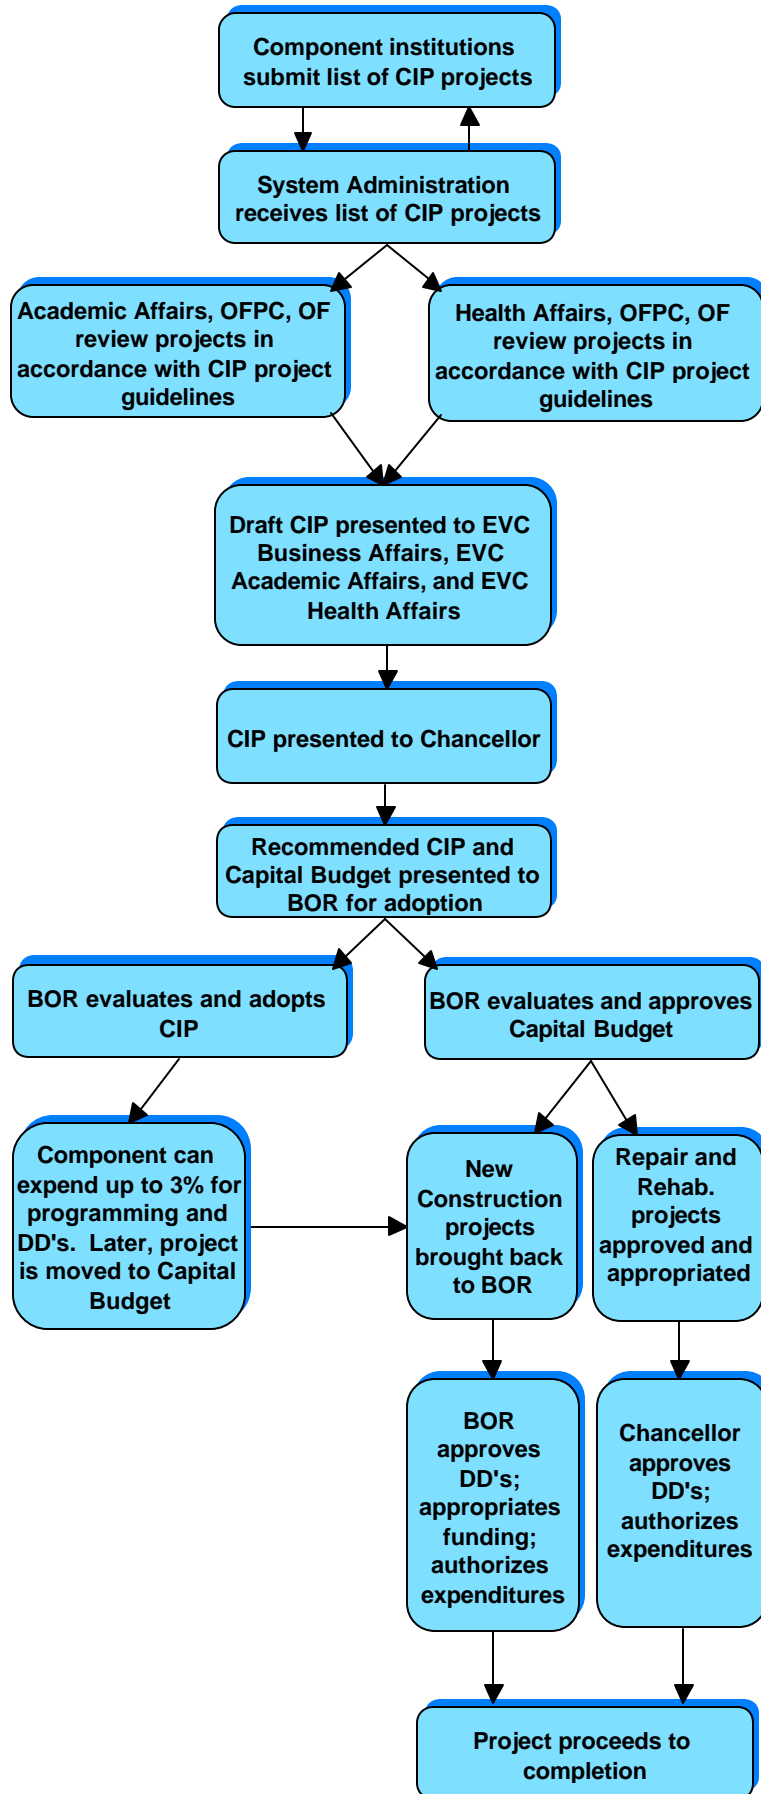 Component institutions
submit list of CIP projects
System Administration
receives list of CIP projects
Academic Affairs, OFPC, OF
review projects in
accordance with CIP project
guidelines
Health Affairs, OFPC, OF
review projects in
accordance with CIP project
guidelines
Draft CIP presented to EVC
Business Affairs, EVC
Academic Affairs, and EVC
Health Affairs
CIP presented to Chancellor
Recommended CIP and
Capital Budget presented to
BOR for adoption
BOR evaluates and adopts
CIP
BOR evaluates and approves
Capital Budget
Component can
expend up to 3% for
programming and
DD's.  Later, project
is moved to Capital
Budget
New
Construction
projects
brought back
to BOR
Repair and
Rehab.
projects
approved and
appropriated
BOR
approves
DD's;
appropriates
funding;
authorizes
expenditures
Chancellor
approves
DD's;
authorizes
expenditures
Project proceeds to
completion